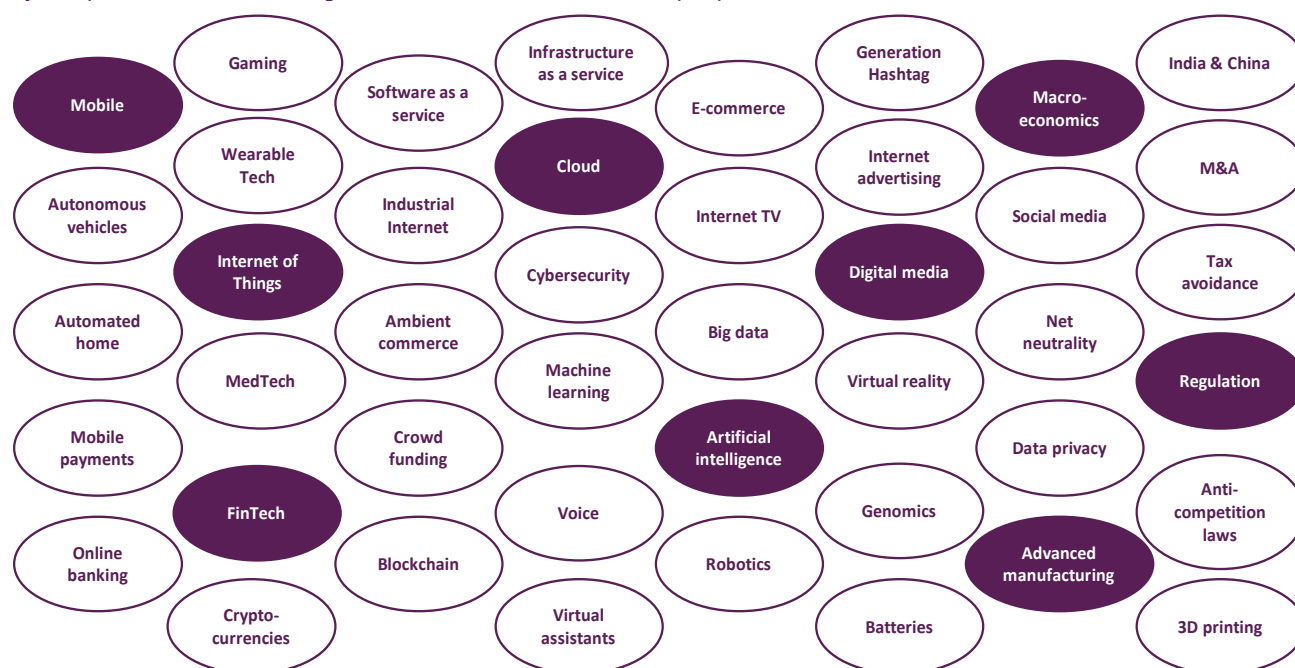 Mobile
Autonomous
vehicles
Automated
home
Mobile
payments
Online
banking
Gaming
Wearable
Tech
Internet of
Things
MedTech
FinTech
Crypto-
currencies
Software as a
service
Industrial
Internet
Ambient
commerce
Crowd
funding
Blockchain
Infrastructure
as a service
Cloud
Cybersecurity
Machine
learning
Voice
Virtual
assistants
E-commerce
Internet TV
Big data
Artificial
intelligence
Robotics
Generation
Hashtag
Internet
advertising
Digital media
Virtual reality
Genomics
Batteries
Macro-
economics
Social media
Net
neutrality
Data privacy
Advanced
manufacturing
India & China
M&A
Tax
avoidance
Regulation
Anti-
competition
laws
3D printing